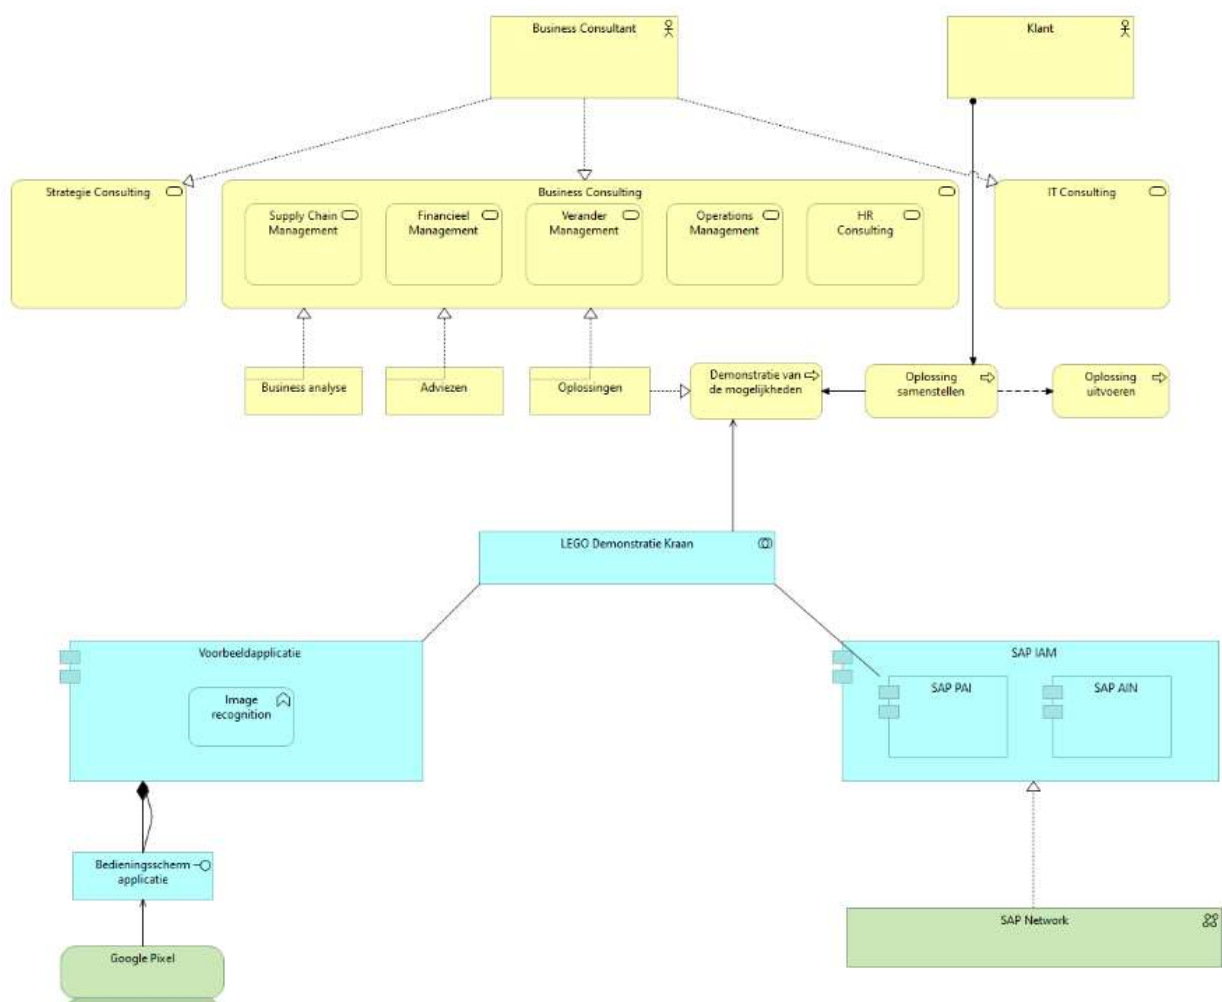 Business Consultant
Klant
Strategie Consulting
Business Consulting
IT Consulting
Supply Chain
Management
Financieel
Management
Verander
Management
Operations
Management
HR
Consulting
Business analyse
Adviezen
Oplossingen
Demonstratie van
de mogelijkheden
Oplossing
samenstellen
Oplossing
uitvoeren
LEGO Demonstratie Kraan
Voorbeeldapplicatie
Image
recognition
SAP IAM
SAP PAI
SAP AIN
Bedieningsscherm
applicatie
SAP Network
Google Pixel